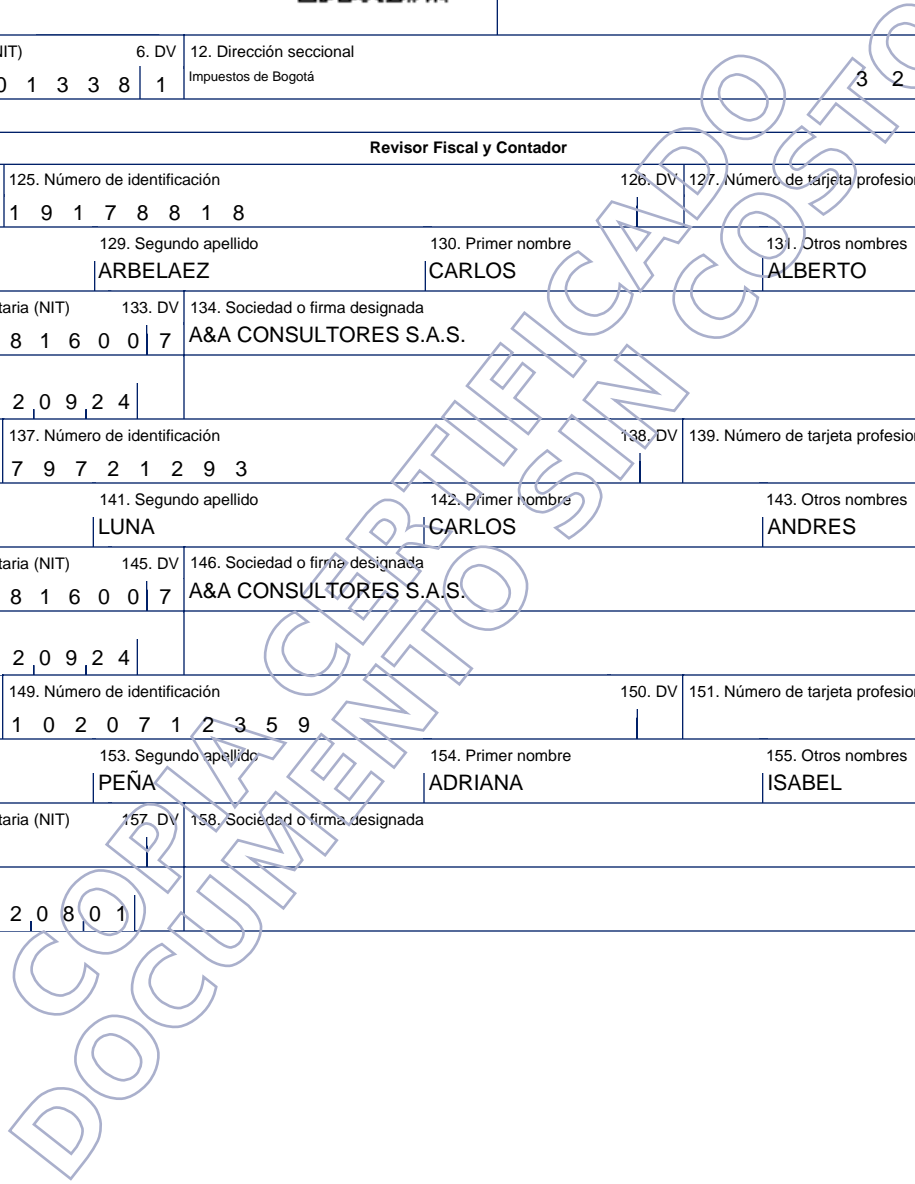 6. DV 12. Dirección seccional
1 3 3 8 1 Impuestos de Bogotá 3 2
Revisor Fiscal y Contador
125. Número de identificación 126. DV 127. Número de tarjeta
1 9 1 7 8 8 1 8
129. Segundo apellido 130. Primer nombre 131. Otros nombres
ARBELAEZ CARLOS ALBERTO
(NIT) 133. DV 134. Sociedad o firma designada
8 1 6 0 0 7 A&A CONSULTORES S.A.S.
2 0 9 2 4
137. Número de identificación 138. DV 139. Número de tarjeta
7 9 7 2 1 2 9 3
141. Segundo apellido 142. Primer nombre 143. Otros nombres
LUNA CARLOS ANDRES
(NIT) 145. DV 146. Sociedad o firma designada
8 1 6 0 0 7 A&A CONSULTORES S.A.S.
2 0 9 2 4
149. Número de identificación 150. DV 151. Número de tarjeta
1 0 2 0 7 1 2 3 5 9
153. Segundo apellido 154. Primer nombre 155. Otros nombres
PEÑA ADRIANA ISABEL
(NIT) 157. DV 158. Sociedad o firma designada
2 0 8 0 1
COPIA CERTIFICADO
DOCUMENTO SIN COSTO